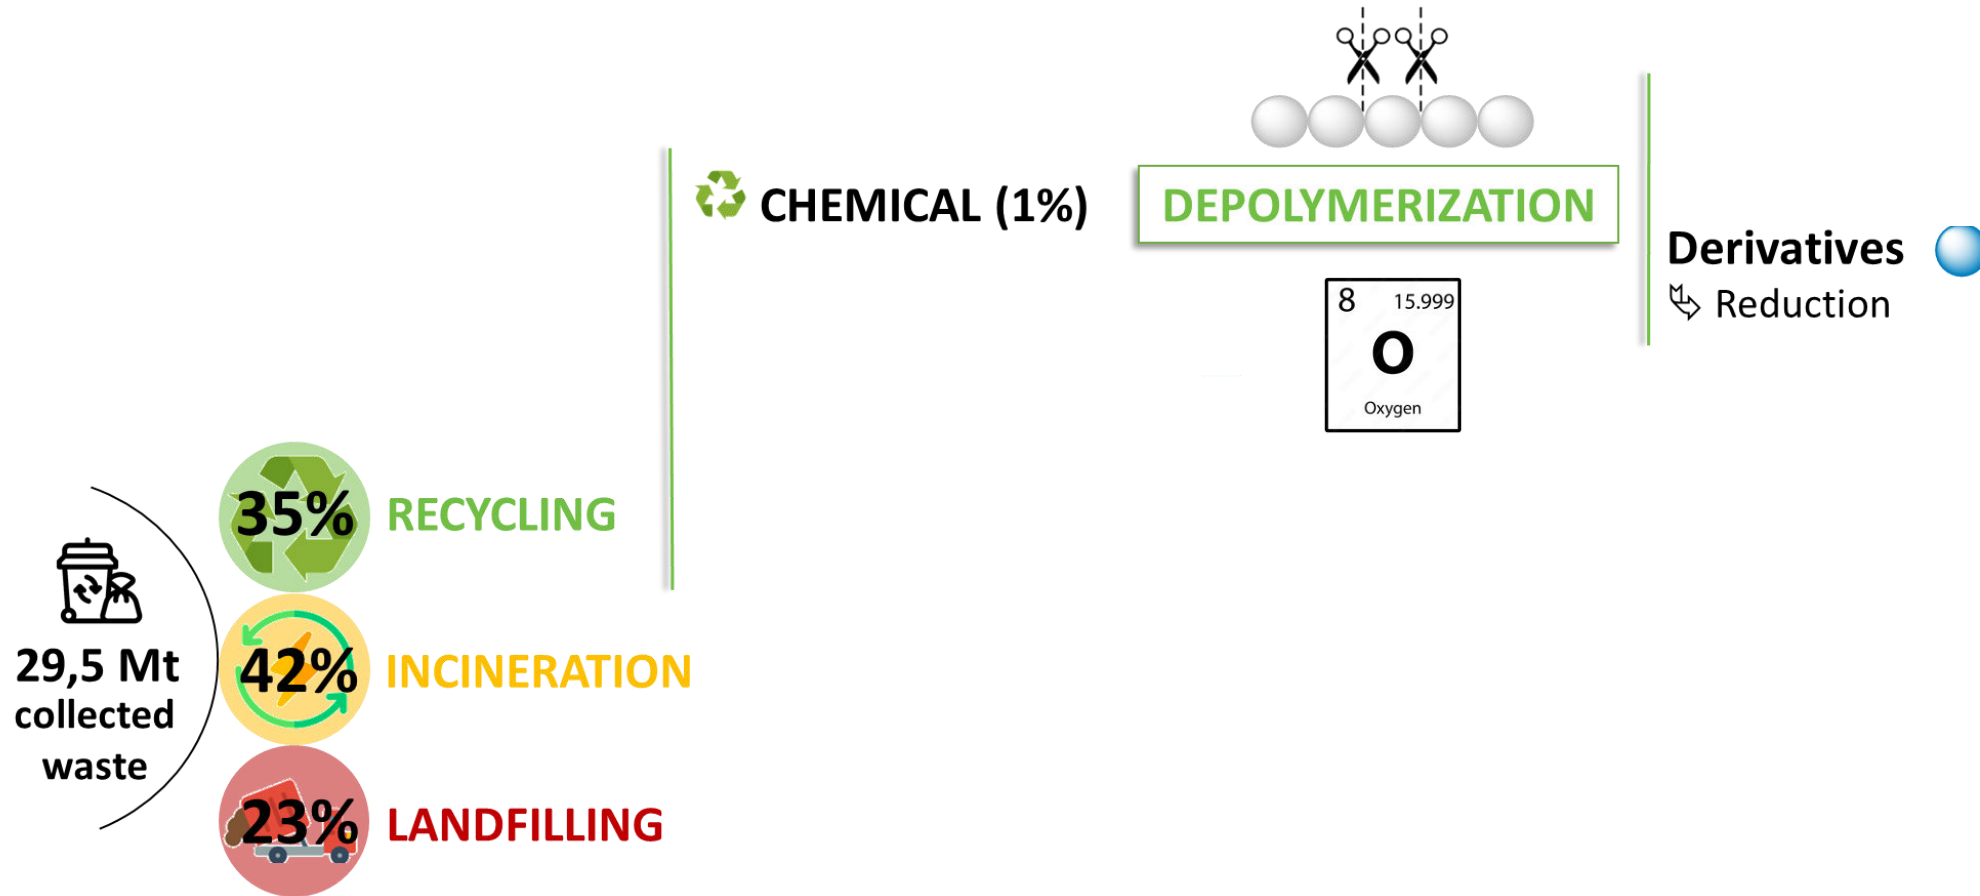 CHEMICAL (1%)
DEPOLYMERIZATION
Derivatives
Reduction
8 15.999
O
Oxygen
35% RECYCLING
29,5 Mt
collected
waste
42% INCINERATION
23% LANDFILLING